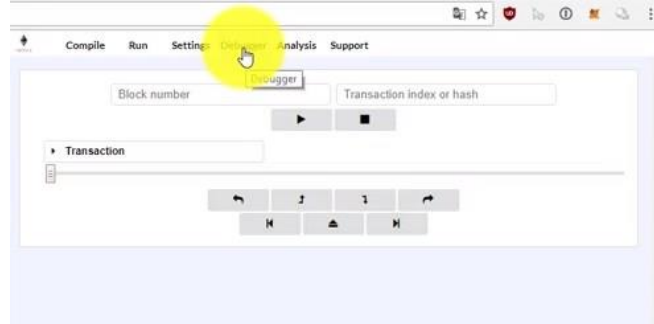 Compile Run Settings Debugger Analysis Support
Debugger
Block number Transaction index or hash
Transaction